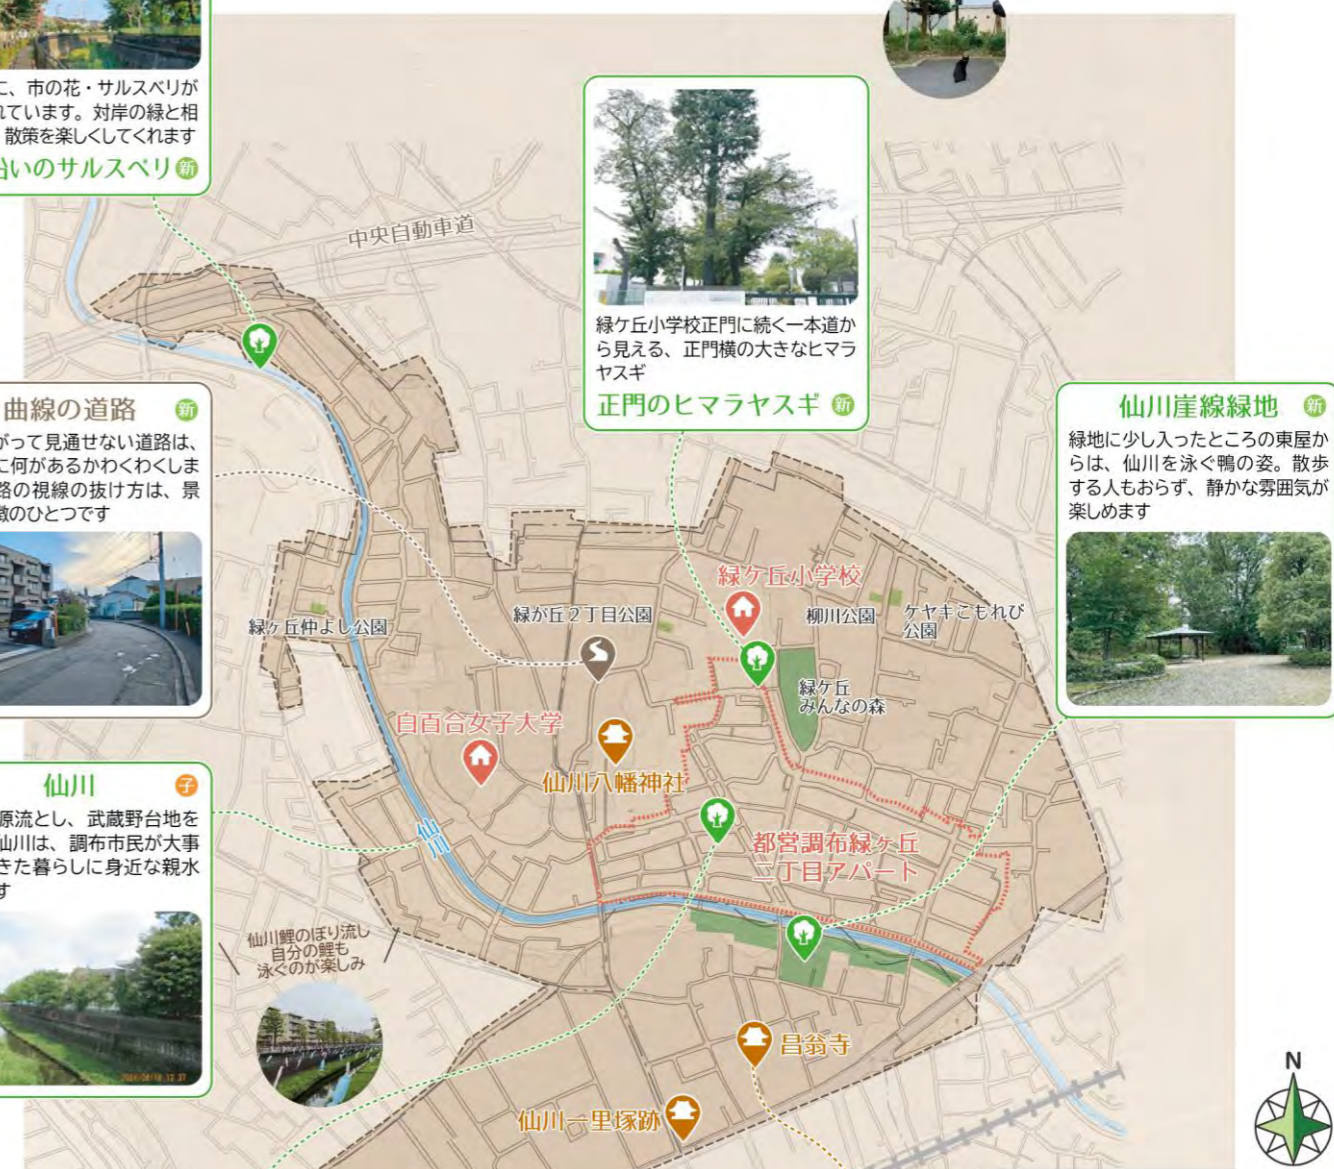 に、市の花・サルスベリが
れています。対岸の緑と相
散策を楽しくしてくれます
沿いのサルスベリ 新
中央自動車道
緑ケ丘小学校正門に続く一本道か
ら見える、正門横の大きなヒマラ
ヤスギ
正門のヒマラヤスギ 新
曲線の道路 新
がって見通せない道路は、
に何があるかわくわくしま
路の視線の抜け方は、景
徴のひとつです
仙川崖線緑地 新
緑地に少し入ったところの東屋か
らは、仙川を泳ぐ鴨の姿。散歩
する人もおらず、静かな雰囲気が
楽しめます
緑ケ丘小学校
緑ヶ丘仲よし公園
緑が丘2丁目公園
柳川公園
ケヤキこもれび
公園
緑ケ丘
みんなの森
白百合女子大学
仙川八幡神社
仙川 子
源流とし、武蔵野台地を
仙川は、調布市民が大事
きた暮らしに身近な親水
す
仙川
都営調布緑ヶ丘
二丁目アパート
仙川鯉のぼり流し
自分の鯉も
泳ぐのが楽しみ
昌翁寺
仙川一里塚跡
N